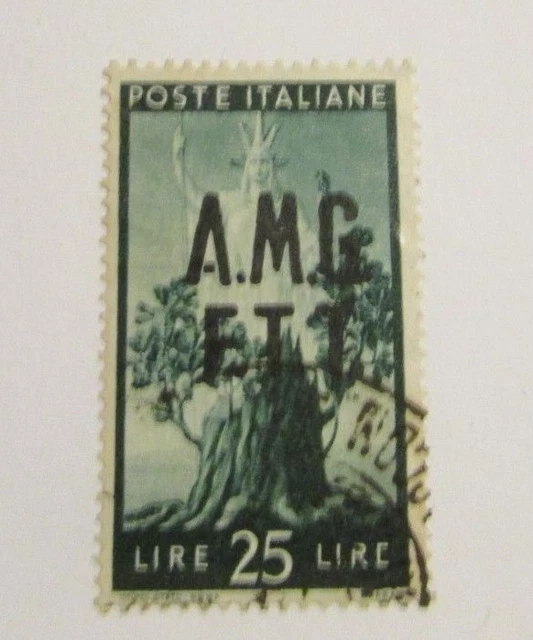 POSTE ITALIANE
A.M.G.
F.T.T.
LIRE 25 LIRE